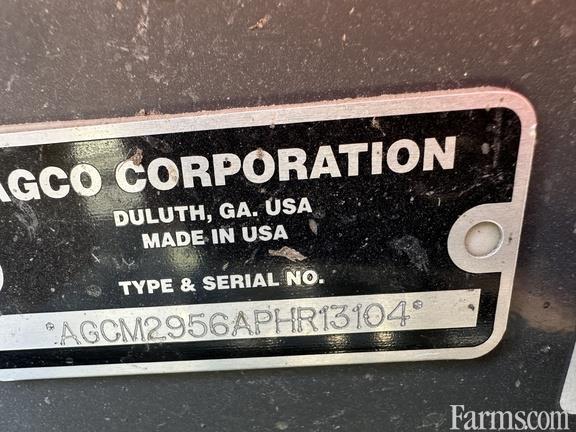 AGCO CORPORATION
DULUTH, GA. USA
MADE IN USA
TYPE & SERIAL NO.
*AGCM2956APHR13104*
Farms.com